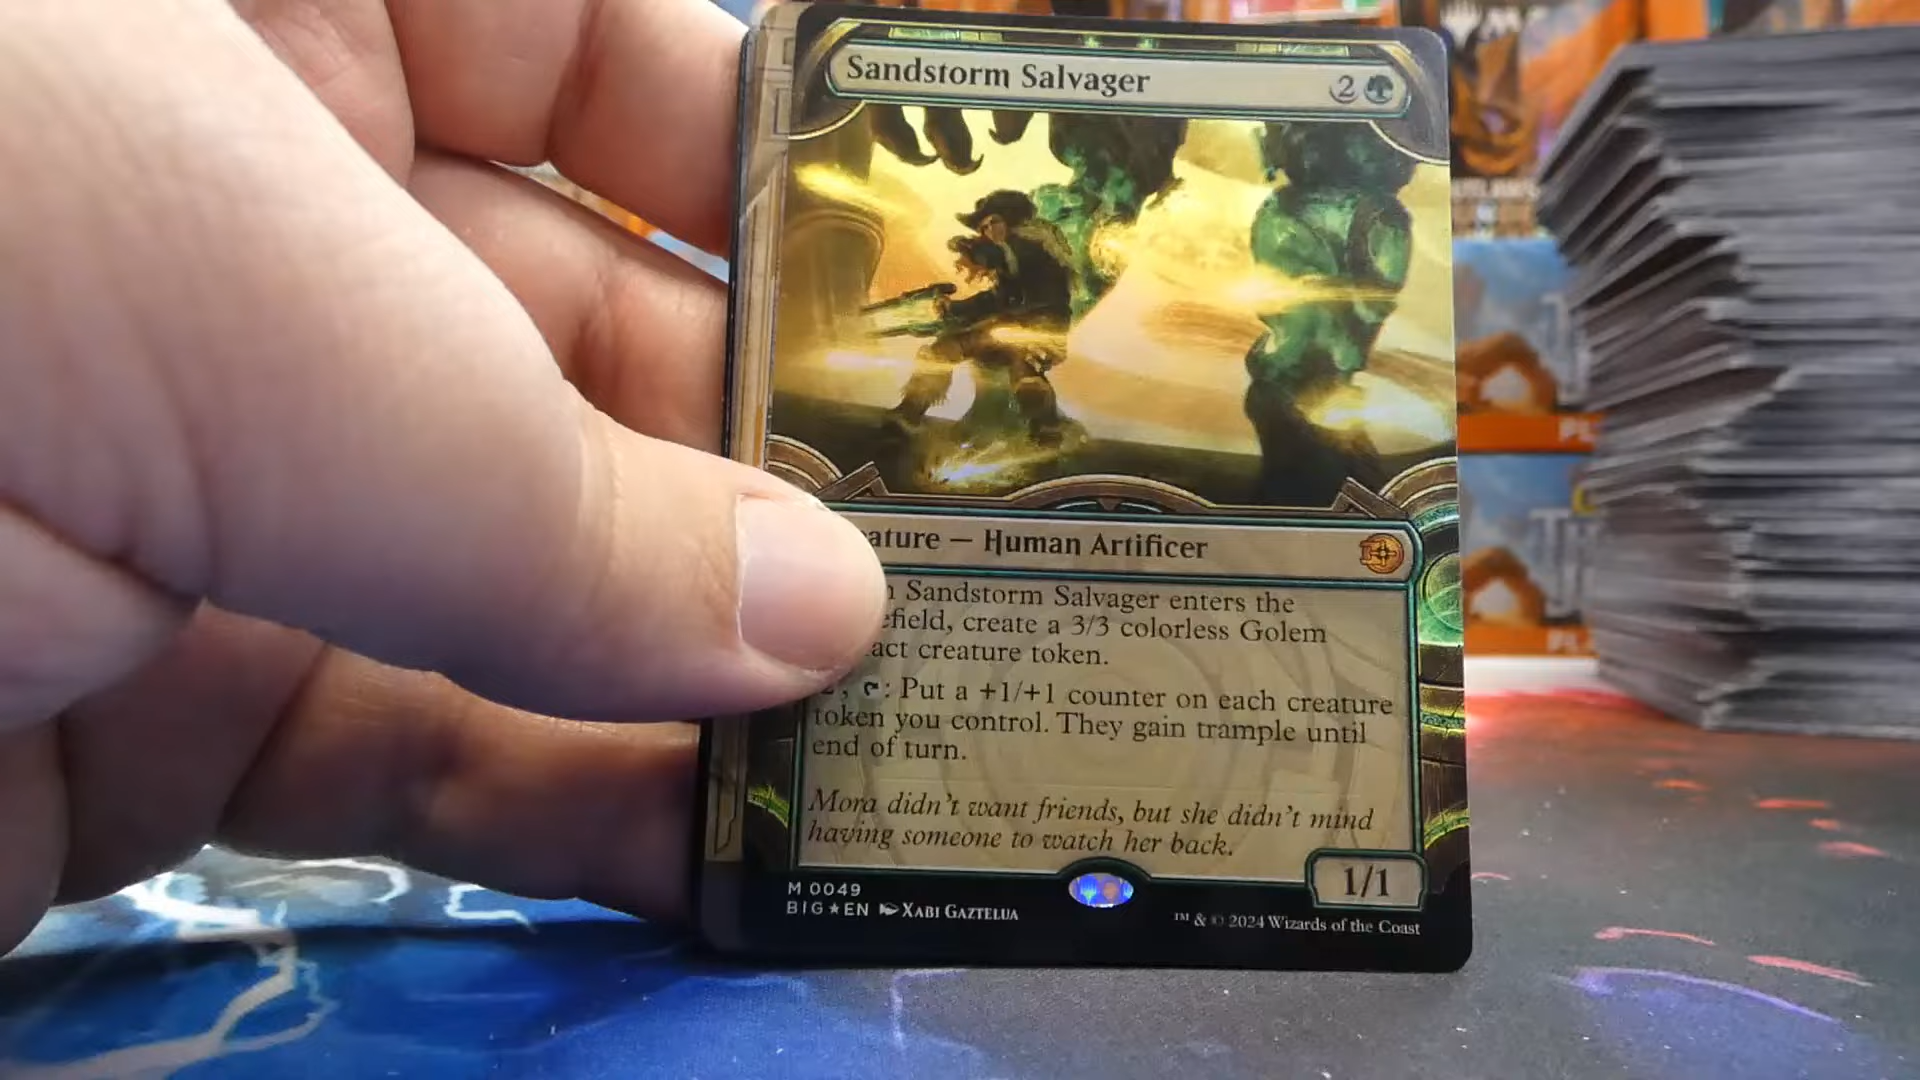 Sandstorm Salvager 2
ature — Human Artificer
Sandstorm Salvager enters the
efield, create a 3/3 colorless Golem
act creature token.
: Put a +1/+1 counter on each creature
token you control. They gain trample until
end of turn.
Mora didn't want friends, but she didn't mind
having someone to watch her back.
1/1
M 0049
BIG★EN XABI GAZTELUA
™ & © 2024 Wizards of the Coast